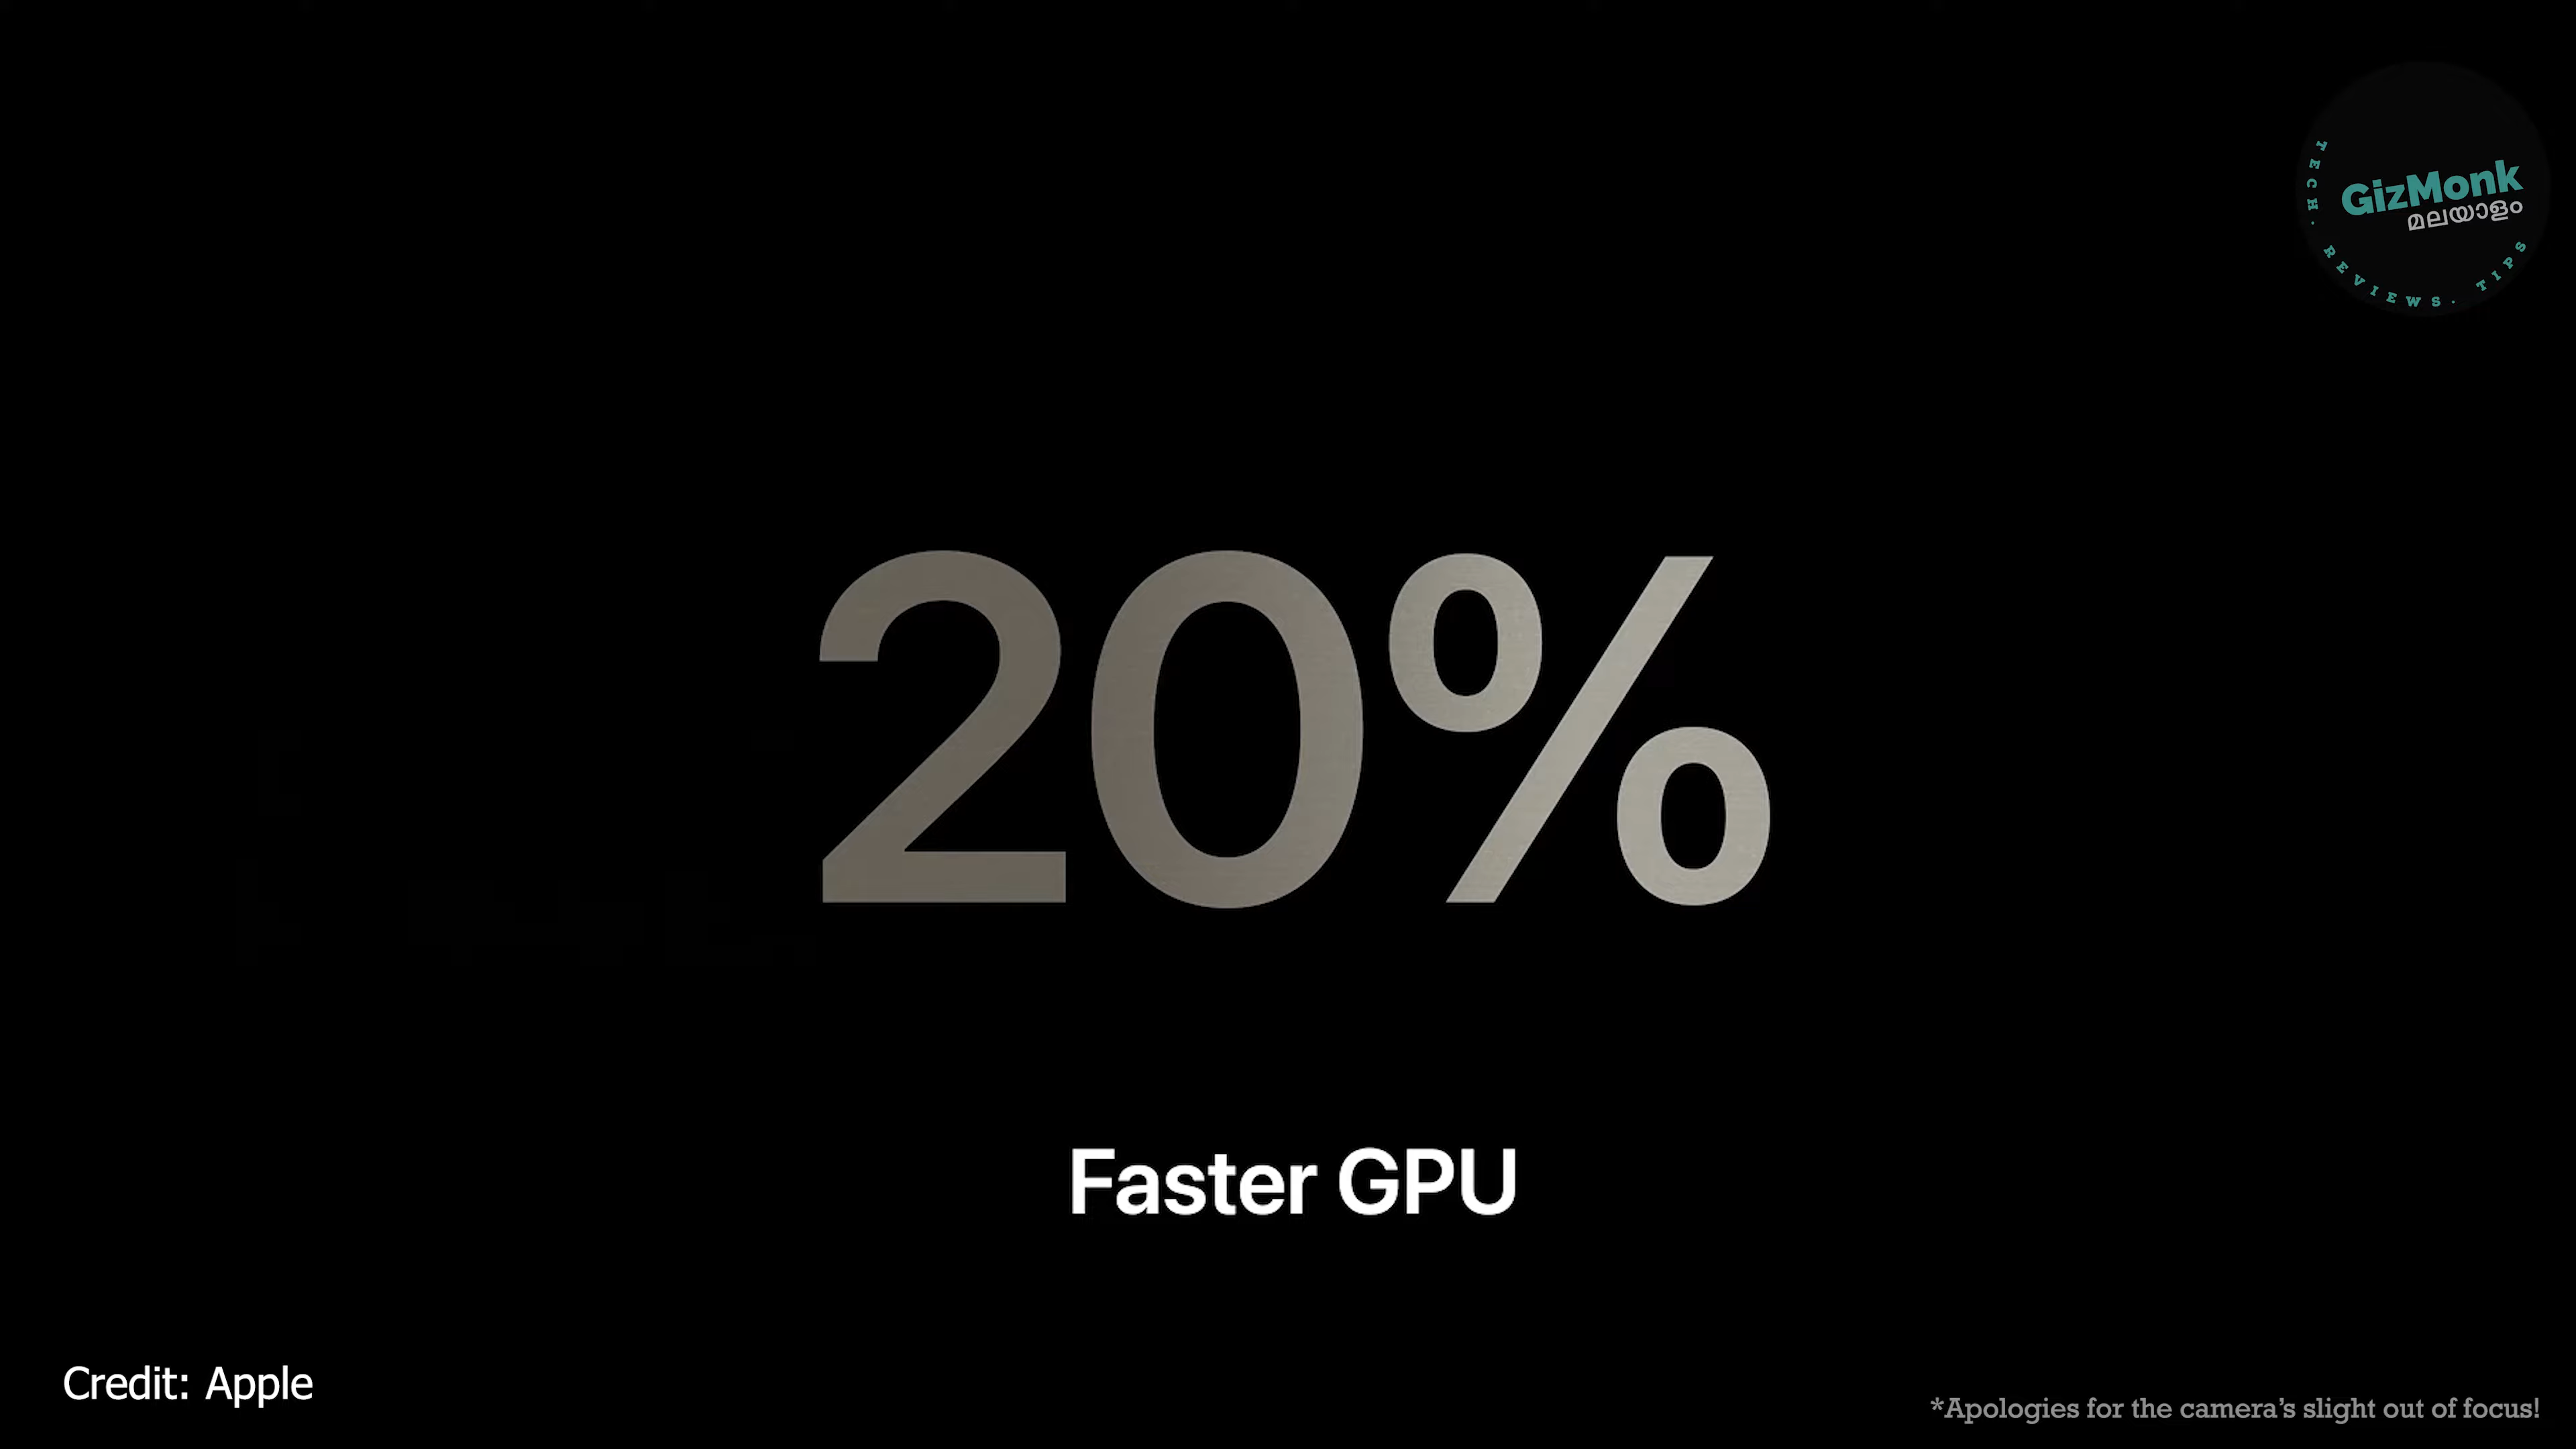 GizMonk
മലയാളം
TECH · REVIEWS · TIPS
20%
Faster GPU
Credit: Apple
*Apologies for the camera’s slight out of focus!